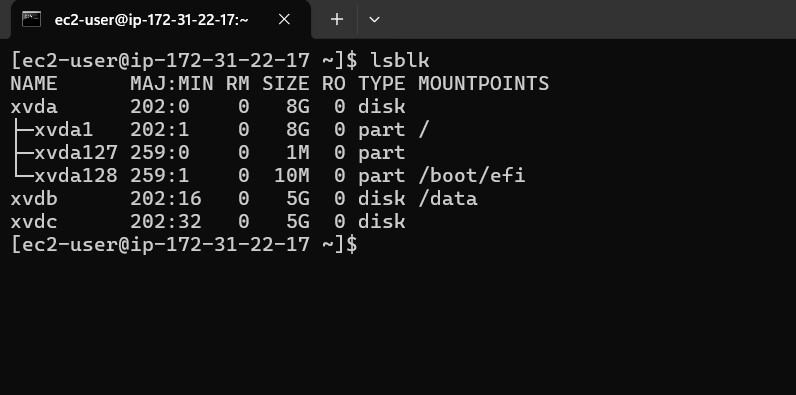 ec2-user@ip-172-31-22-17:~
[ec2-user@ip-172-31-22-17 ~]$ lsblk
NAME      MAJ:MIN RM SIZE RO TYPE MOUNTPOINTS
xvda      202:0    0   8G  0 disk
├─xvda1   202:1    0   8G  0 part /
├─xvda127 259:0    0   1M  0 part
└─xvda128 259:1    0  10M  0 part /boot/efi
xvdb      202:16   0   5G  0 disk /data
xvdc      202:32   0   5G  0 disk
[ec2-user@ip-172-31-22-17 ~]$